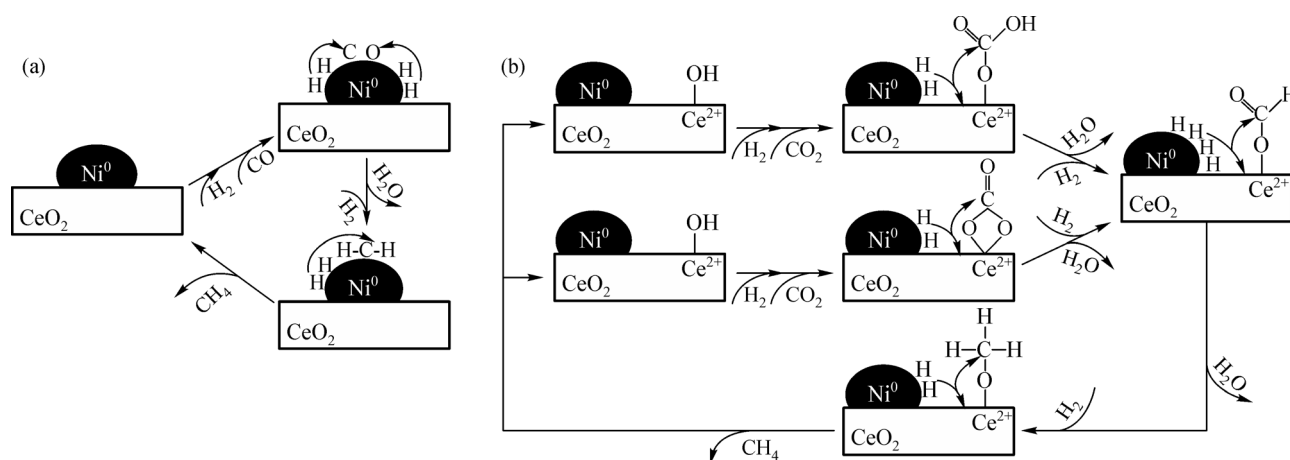 (a)
Ni⁰
CeO₂
H₂
CO
C O
H
H
H
H
Ni⁰
CeO₂
H₂
H₂O
H-C-H
H
H
Ni⁰
CeO₂
CH₄
(b)
Ni⁰
OH
CeO₂
Ce²⁺
H₂
CO₂
O
OH
C
O
H
H
Ni⁰
CeO₂
Ce²⁺
H₂O
H₂
Ni⁰
OH
CeO₂
Ce²⁺
H₂
CO₂
O
C
O
O
H
H
Ni⁰
CeO₂
Ce²⁺
H₂
H₂O
O
H
C
O
H
H
H
H
Ni⁰
CeO₂
Ce²⁺
H₂O
H₂
H
H-C-H
O
H
H
Ni⁰
CeO₂
Ce²⁺
CH₄